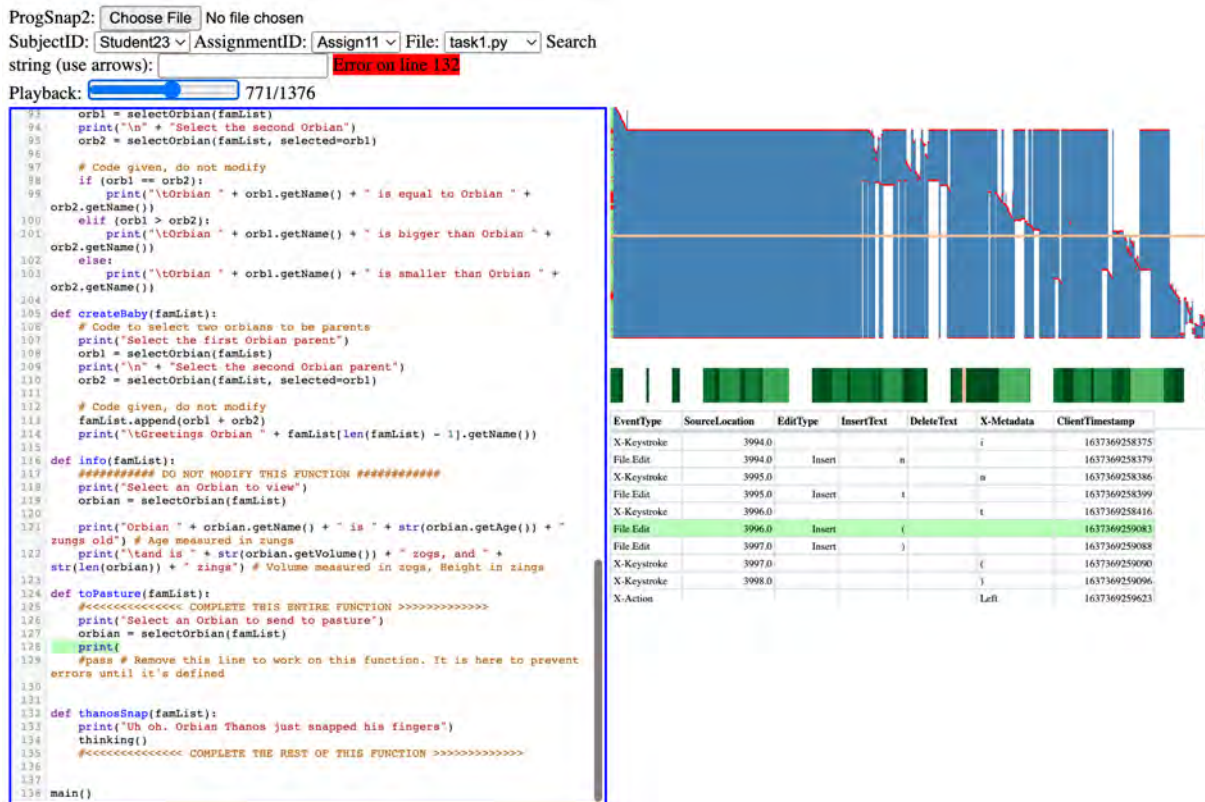 ProgSnap2: Choose File No file chosen
SubjectID: Student23 AssignmentID: Assign11 File: task1.py Search
string (use arrows): Error on line 132
Playback: 771/1376
93 orb1 = selectOrbian(famList)
94 print("\n" + "Select the second Orbian")
95 orb2 = selectOrbian(famList, selected=orb1)
96
97 # Code given, do not modify
98 if (orb1 == orb2):
99 print("\tOrbian " + orb1.getName() + " is equal to Orbian " +
orb2.getName())
100 elif (orb1 > orb2):
101 print("\tOrbian " + orb1.getName() + " is bigger than Orbian " +
orb2.getName())
102 else:
103 print("\tOrbian " + orb1.getName() + " is smaller than Orbian " +
orb2.getName())
104
105 def createBaby(famList):
106 # Code to select two orbians to be parents
107 print("Select the first Orbian parent")
108 orb1 = selectOrbian(famList)
109 print("\n" + "Select the second Orbian parent")
110 orb2 = selectOrbian(famList, selected=orb1)
111
112 # Code given, do not modify
113 famList.append(orb1 + orb2)
114 print("\tGreetings Orbian " + famList[len(famList) - 1].getName())
115
116 def info(famList):
117 ########### DO NOT MODIFY THIS FUNCTION ############
118 print("Select an Orbian to view")
119 orbian = selectOrbian(famList)
120
121 print("Orbian " + orbian.getName() + " is " + str(orbian.getAge()) + "
zungs old") # Age measured in zungs
122 print("\tand is " + str(orbian.getVolume()) + " zogs, and " +
str(len(orbian)) + " zings") # Volume measured in zogs, Height in zings
123
124 def toPasture(famList):
125 #<<<<<<<<<<<<<< COMPLETE THIS ENTIRE FUNCTION >>>>>>>>>>>>>
126 print("Select an Orbian to send to pasture")
127 orbian = selectOrbian(famList)
128 print(
129 #pass # Remove this line to work on this function. It is here to prevent
errors until it's defined
130
131
132 def thanosSnap(famList):
133 print("Uh oh. Orbian Thanos just snapped his fingers")
134 thinking()
135 #<<<<<<<<<<<<<< COMPLETE THE REST OF THIS FUNCTION >>>>>>>>>>>>>
136
137
138 main()
EventType SourceLocation EditType InsertText DeleteText X-Metadata ClientTimestamp
X-Keystroke 3994.0 i 1637369258375
File.Edit 3994.0 Insert n 1637369258379
X-Keystroke 3995.0 n 1637369258386
File.Edit 3995.0 Insert t 1637369258399
X-Keystroke 3996.0 t 1637369258416
File.Edit 3996.0 Insert ( 1637369259083
File.Edit 3997.0 Insert ) 1637369259088
X-Keystroke 3997.0 ( 1637369259090
X-Keystroke 3998.0 ) 1637369259096
X-Action Left 1637369259623